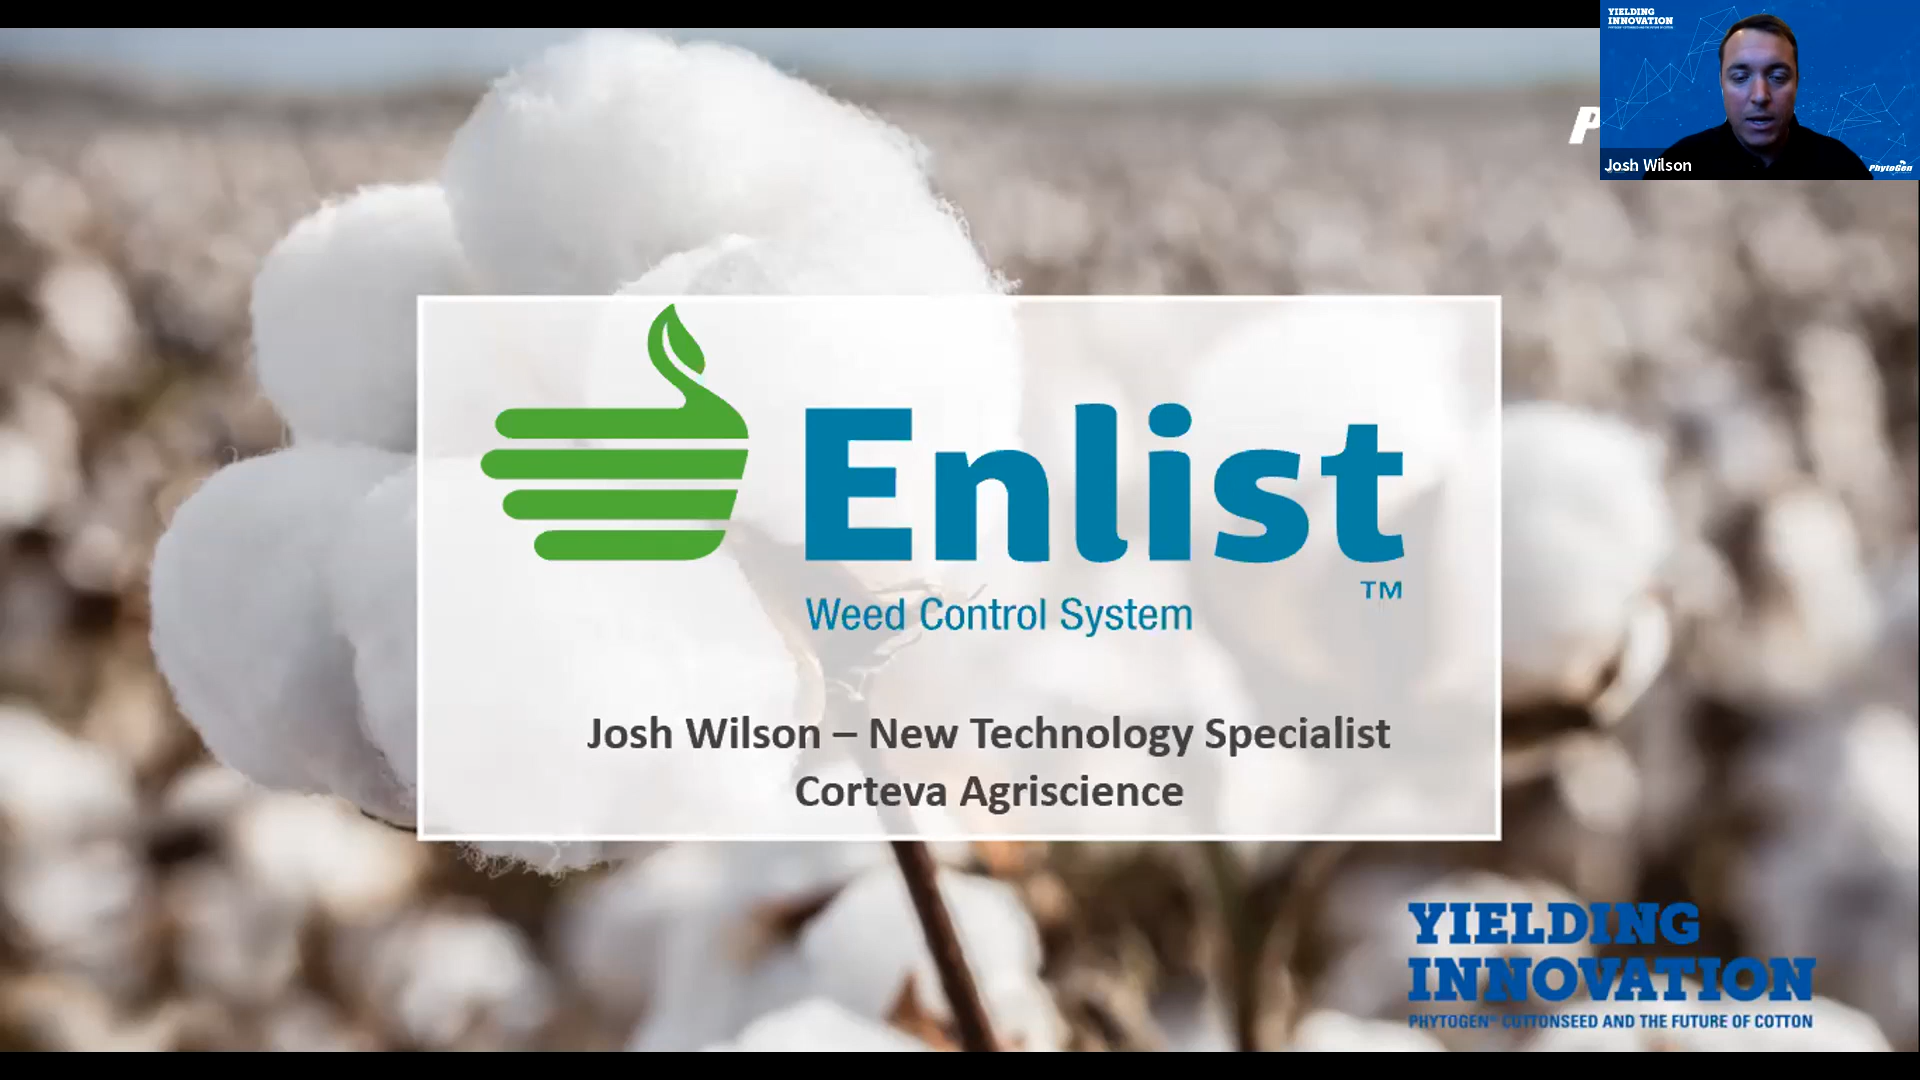 YIELDING
INNOVATION
Josh Wilson
PhytoGen
P
Enlist
TM
Weed Control System
Josh Wilson – New Technology Specialist
Corteva Agriscience
YIELDING
INNOVATION
PHYTOGEN® COTTONSEED AND THE FUTURE OF COTTON